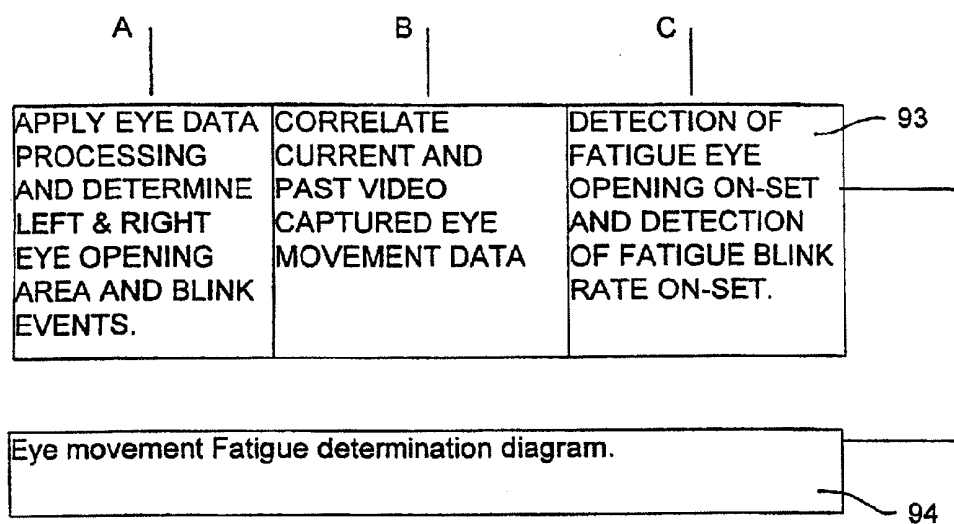 A B C
APPLY EYE DATA
PROCESSING
AND DETERMINE
LEFT & RIGHT
EYE OPENING
AREA AND BLINK
EVENTS.
CORRELATE
CURRENT AND
PAST VIDEO
CAPTURED EYE
MOVEMENT DATA
DETECTION OF
FATIGUE EYE
OPENING ON-SET
AND DETECTION
OF FATIGUE BLINK
RATE ON-SET.
93
Eye movement Fatigue determination diagram.
94